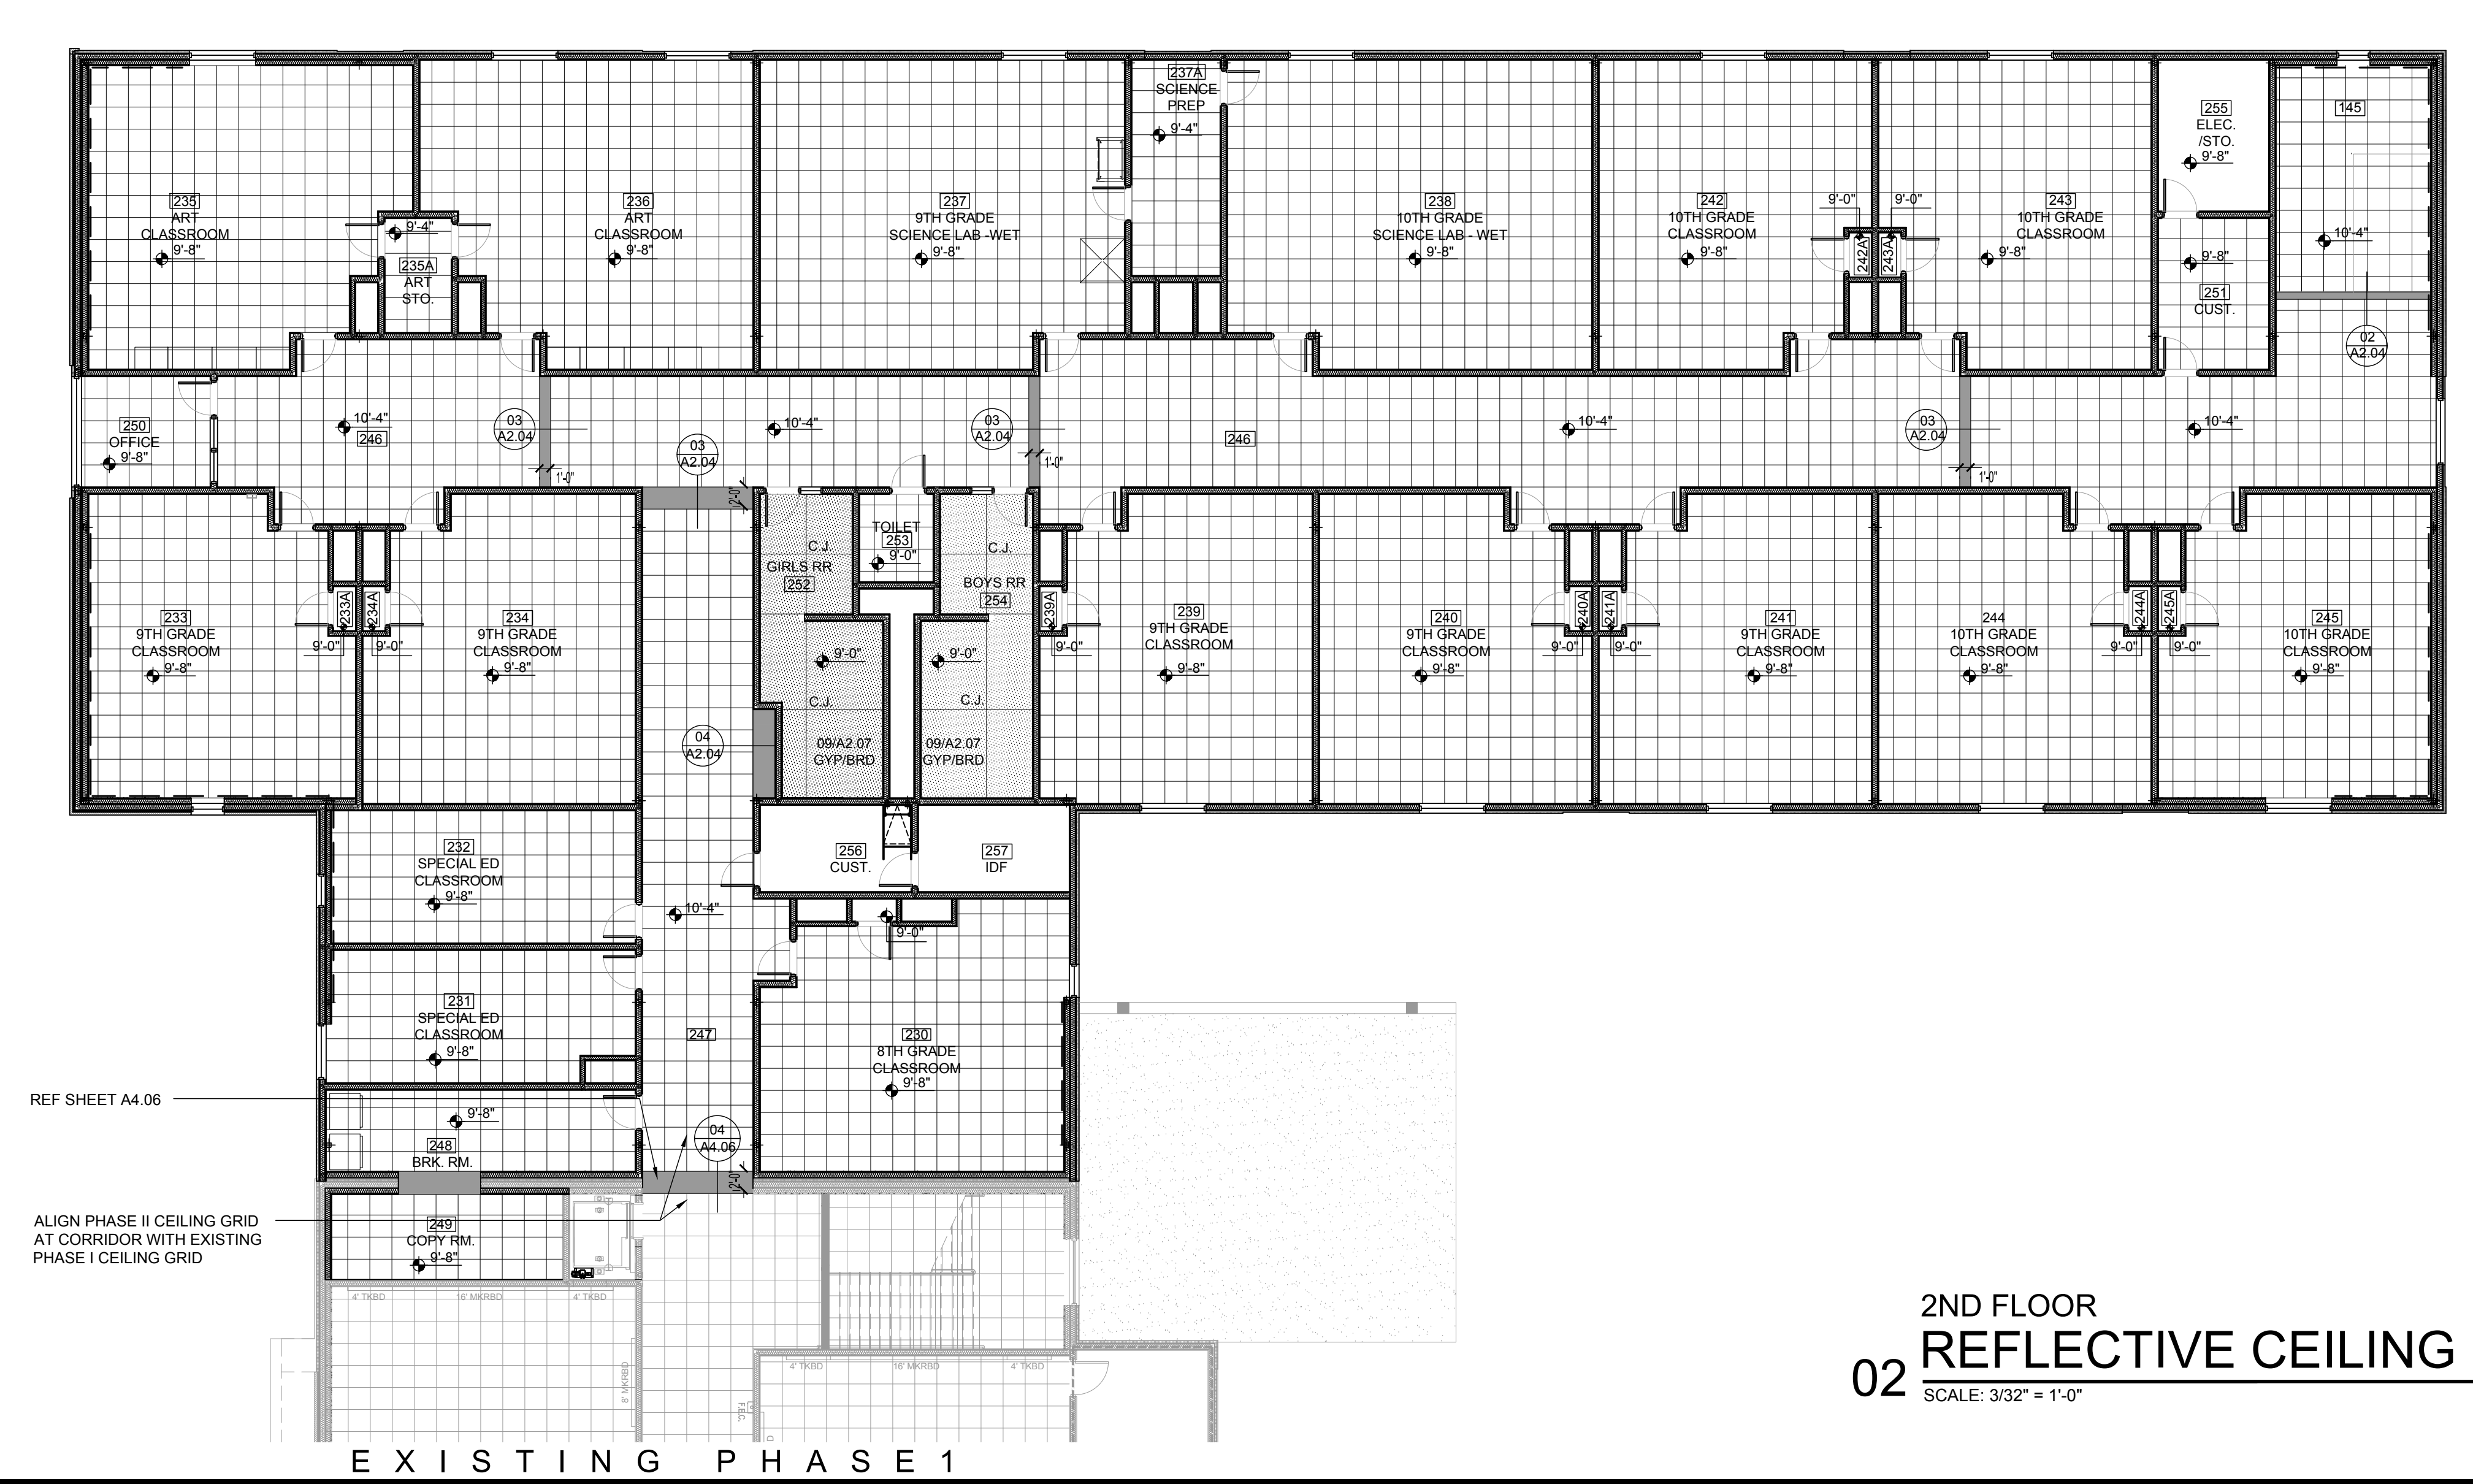 237A
SCIENCE
PREP
9'-4"
255
ELEC.
/STO.
9'-8"
145
10'-4"
235
ART
CLASSROOM
9'-8"
9'-4"
235A
ART
STO.
236
ART
CLASSROOM
9'-8"
237
9TH GRADE
SCIENCE LAB -WET
9'-8"
238
10TH GRADE
SCIENCE LAB - WET
9'-8"
242
10TH GRADE
CLASSROOM
9'-8"
9'-0"
242A
9'-0"
243A
243
10TH GRADE
CLASSROOM
9'-8"
9'-8"
251
CUST.
02
A2.04
250
OFFICE
9'-8"
10'-4"
246
03
A2.04
1'-0"
03
A2.04
10'-4"
03
A2.04
1'-0"
246
10'-4"
03
A2.04
1'-0"
10'-4"
2'-0"
233
9TH GRADE
CLASSROOM
9'-8"
233A
9'-0"
234A
9'-0"
234
9TH GRADE
CLASSROOM
9'-8"
C.J.
GIRLS RR
252
TOILET
253
9'-0"
C.J.
BOYS RR
254
9'-0"
9'-0"
C.J.
C.J.
09/A2.07
GYP/BRD
09/A2.07
GYP/BRD
04
A2.04
239A
9'-0"
239
9TH GRADE
CLASSROOM
9'-8"
240
9TH GRADE
CLASSROOM
9'-8"
240A
9'-0"
241A
9'-0"
241
9TH GRADE
CLASSROOM
9'-8"
244
10TH GRADE
CLASSROOM
9'-8"
244A
9'-0"
245A
9'-0"
245
10TH GRADE
CLASSROOM
9'-8"
232
SPECIAL ED
CLASSROOM
9'-8"
256
CUST.
257
IDF
10'-4"
9'-0"
231
SPECIAL ED
CLASSROOM
9'-8"
247
230
8TH GRADE
CLASSROOM
9'-8"
REF SHEET A4.06
9'-8"
248
BRK. RM.
04
A4.06
2'-0"
ALIGN PHASE II CEILING GRID
AT CORRIDOR WITH EXISTING
PHASE I CEILING GRID
249
COPY RM.
9'-8"
4' TKBD
16' MKRBD
4' TKBD
8' MKRBD
F.E.C.
4' TKBD
16' MKRBD
4' TKBD
EXISTING PHASE 1
2ND FLOOR
02 REFLECTIVE CEILING
SCALE: 3/32" = 1'-0"